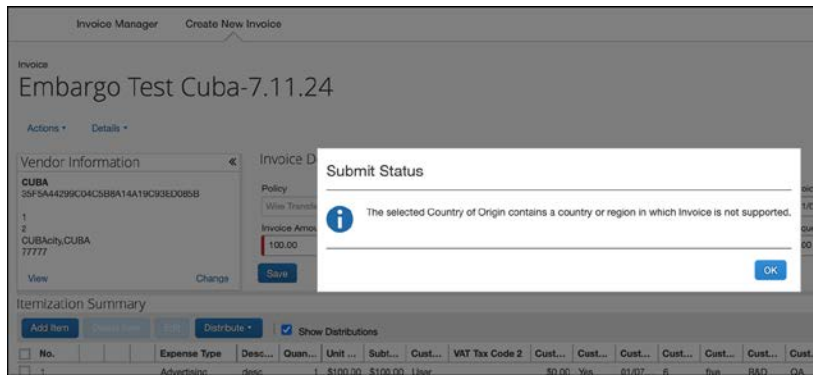 Invoice Manager Create New Invoice
Invoice
Embargo Test Cuba-7.11.24
Actions Details
Vendor Information
CUBA
35F5A44299C04C5B8A14A19C93ED085B
1
2
CUBAcity,CUBA
77777
View Change
Invoice D
Policy
Wire Transfe
Invoice Amou
100.00
Save
Submit Status
The selected Country of Origin contains a country or region in which Invoice is not supported.
OK
Itemization Summary
Add Item Edit Distribute Show Distributions
No. Expense Type Desc... Quan... Unit ... Subt... Cust... VAT Tax Code 2 Cust... Cust... Cust... Cust... Cust... Cust... Cust.
1 Advertising desc 1 $100.00 $100.00 User $0.00 Yes 01/07... 6 five R&D QA